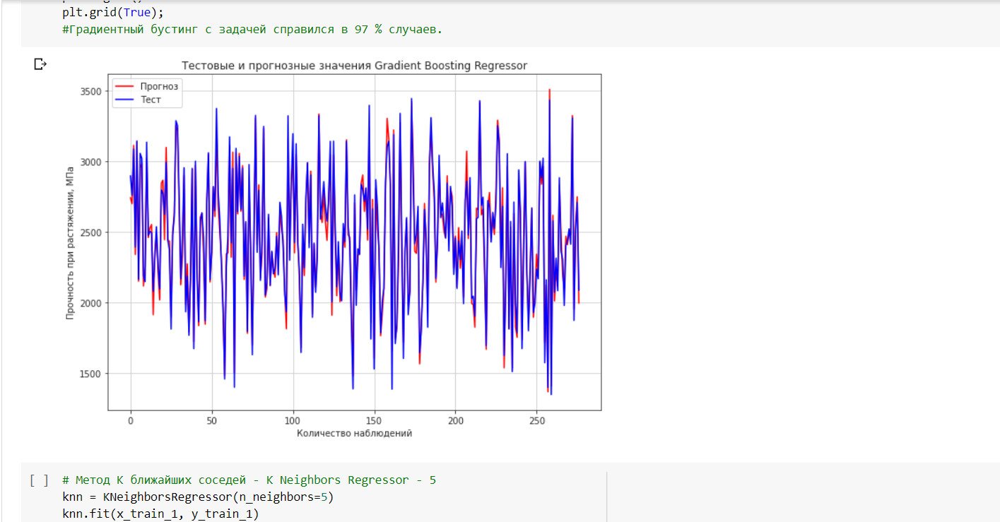 plt.grid(True);
#Градиентный бустинг с задачей справился в 97 % случаев.
Тестовые и прогнозные значения Gradient Boosting Regressor
Прогноз
Тест
3500
3000
2500
2000
1500
Прочность при растяжении, МПа
0 50 100 150 200 250
Количество наблюдений
[ ] # Метод К ближайших соседей - K Neighbors Regressor - 5
knn = KNeighborsRegressor(n_neighbors=5)
knn.fit(x_train_1, y_train_1)